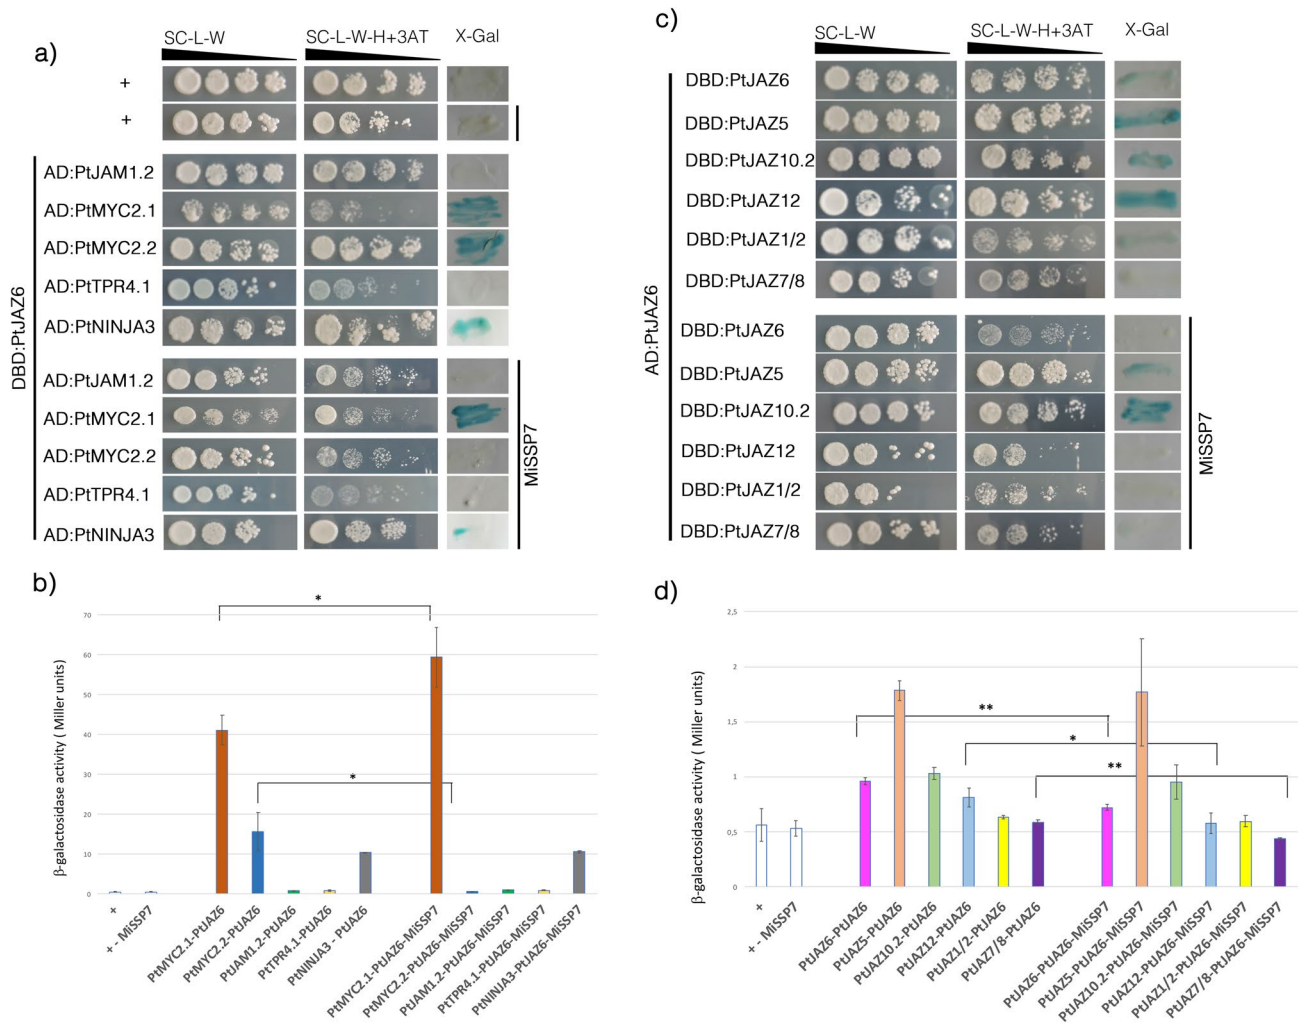 a)
SC-L-W SC-L-W-H+3AT X-Gal
+
+
AD:PtJAM1.2
AD:PtMYC2.1
AD:PtMYC2.2
AD:PtTPR4.1
AD:PtNINJA3
AD:PtJAM1.2
AD:PtMYC2.1
AD:PtMYC2.2
AD:PtTPR4.1
AD:PtNINJA3
DBD:PtJAZ6
MiSSP7
b)
β-galactosidase activity ( Miller units)
70
60
50
40
30
20
10
0
*
*
+
+ - MiSSP7
PtMYC2.1-PtJAZ6
PtMYC2.2-PtJAZ6
PtJAM1.2-PtJAZ6
PtTPR4.1-PtJAZ6
PtNINJA3 - PtJAZ6
PtMYC2.1-PtJAZ6-MiSSP7
PtMYC2.2-PtJAZ6-MiSSP7
PtJAM1.2-PtJAZ6-MiSSP7
PtTPR4.1-PtJAZ6-MiSSP7
PtNINJA3-PtJAZ6-MiSSP7
c)
SC-L-W SC-L-W-H+3AT X-Gal
DBD:PtJAZ6
DBD:PtJAZ5
DBD:PtJAZ10.2
DBD:PtJAZ12
DBD:PtJAZ1/2
DBD:PtJAZ7/8
DBD:PtJAZ6
DBD:PtJAZ5
DBD:PtJAZ10.2
DBD:PtJAZ12
DBD:PtJAZ1/2
DBD:PtJAZ7/8
AD:PtJAZ6
MiSSP7
d)
β-galactosidase activity ( Miller units)
2,5
2
1,5
1
0,5
0
**
*
**
+
+ - MiSSP7
PtJAZ6-PtJAZ6
PtJAZ5-PtJAZ6
PtJAZ10.2-PtJAZ6
PtJAZ12-PtJAZ6
PtJAZ1/2-PtJAZ6
PtJAZ7/8-PtJAZ6
PtJAZ6-PtJAZ6-MiSSP7
PtJAZ5-PtJAZ6-MiSSP7
PtJAZ10.2-PtJAZ6-MiSSP7
PtJAZ12-PtJAZ6-MiSSP7
PtJAZ1/2-PtJAZ6-MiSSP7
PtJAZ7/8-PtJAZ6-MiSSP7